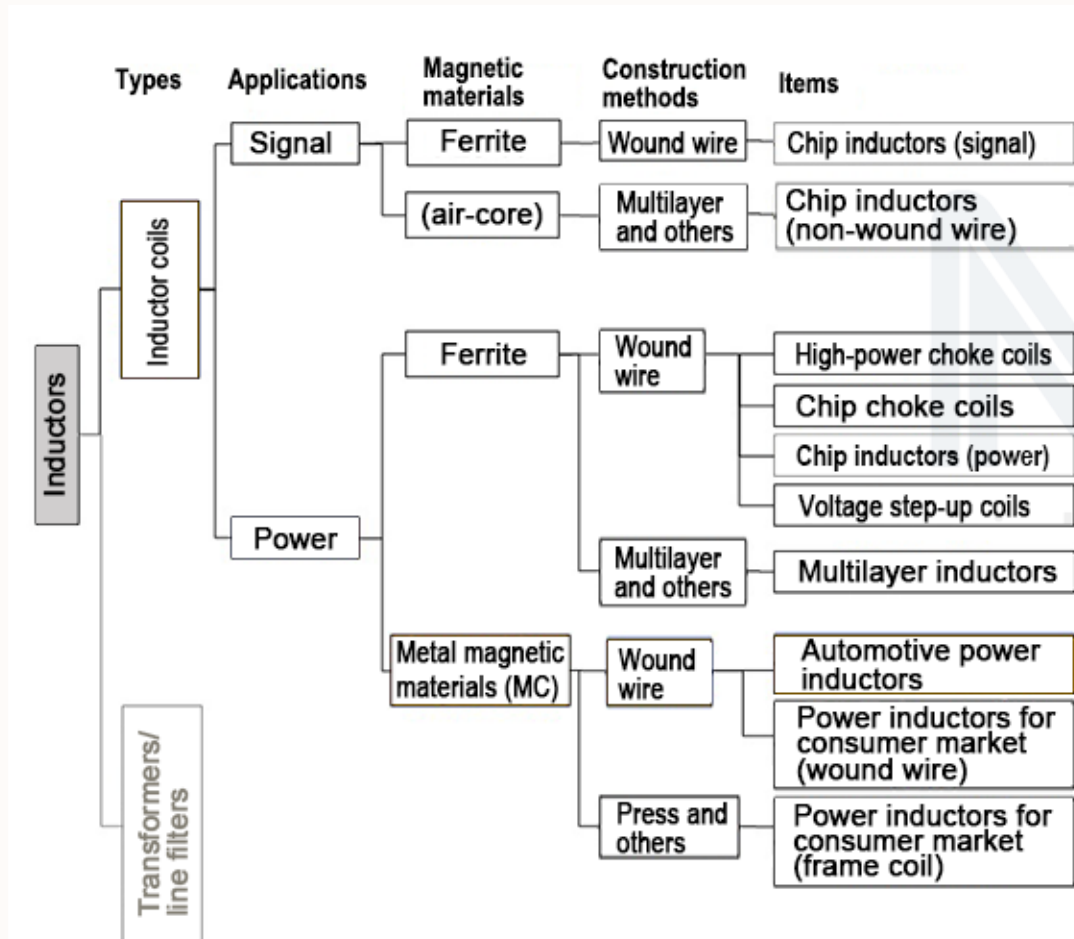 Types
Applications
Magnetic
materials
Construction
methods
Items
Signal
Ferrite
Wound wire
Chip inductors (signal)
(air-core)
Multilayer
and others
Chip inductors
(non-wound wire)
Inductor coils
Inductors
Ferrite
Wound
wire
High-power choke coils
Chip choke coils
Chip inductors (power)
Voltage step-up coils
Power
Multilayer
and others
Multilayer inductors
Metal magnetic
materials (MC)
Wound
wire
Automotive power
inductors
Power inductors for
consumer market
(wound wire)
Press and
others
Power inductors for
consumer market
(frame coil)
Transformers/
line filters